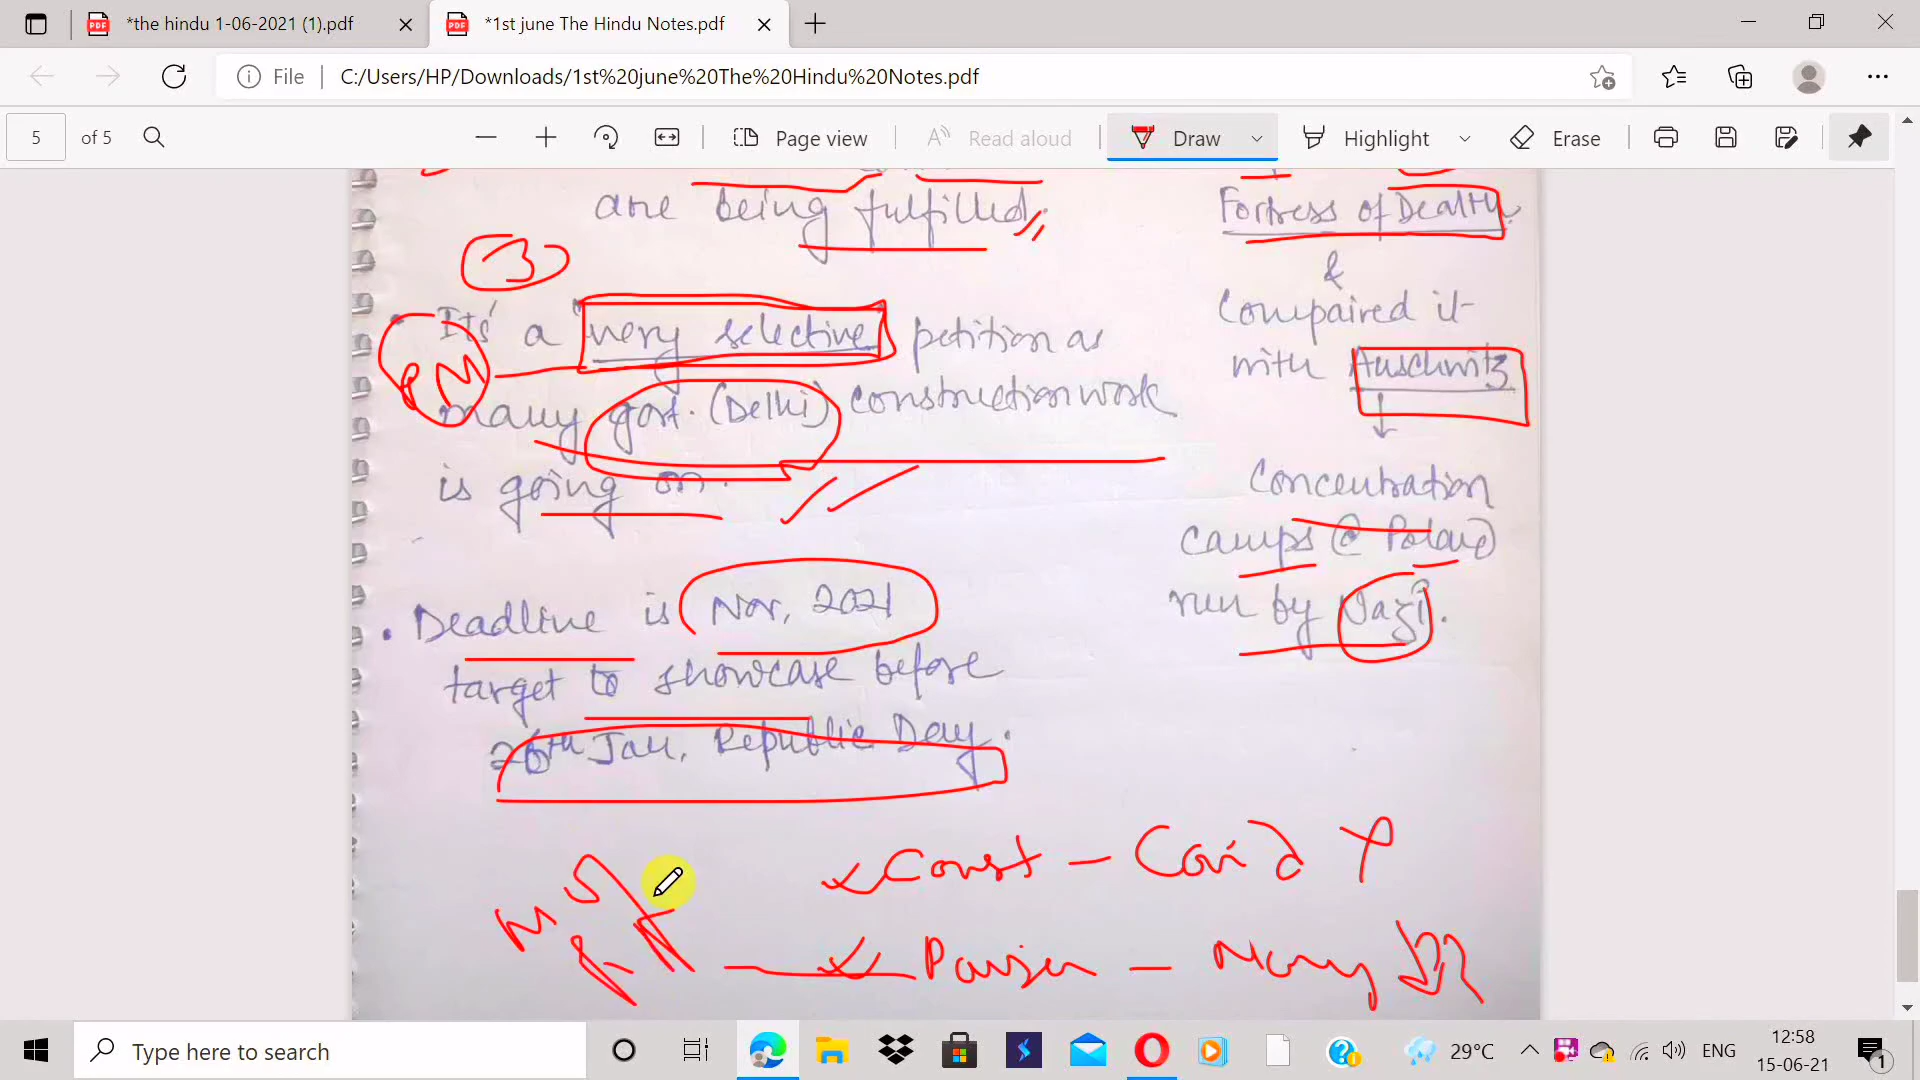 *the hindu 1-06-2021 (1).pdf
*1st june The Hindu Notes.pdf
File
C:/Users/HP/Downloads/1st%20june%20The%20Hindu%20Notes.pdf
5 of 5
Page view
Read aloud
Draw
Highlight
Erase
are being fulfilled.
3
Its' a "very selective" petition as
PM
many govt. (Delhi) construction work
is going on.
Deadline is Nov, 2021
target to showcase before
26th Jan, Republic Day.
Fortress of Death
&
Compaired it
with Auschwitz
Concentration
camps @ Poland
run by Nazi.
Const - Covid
Type here to search
29°C
ENG
12:58
15-06-21
1